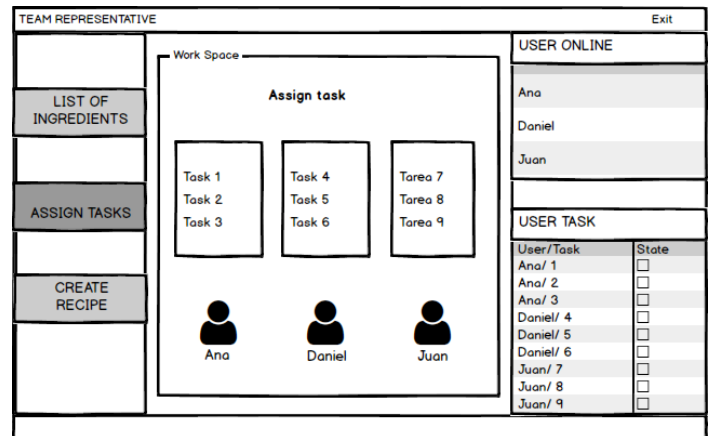 TEAM REPRESENTATIVE
Exit
LIST OF
INGREDIENTS
ASSIGN TASKS
CREATE
RECIPE
Work Space
Assign task
Task 1
Task 2
Task 3
Task 4
Task 5
Task 6
Tarea 7
Tarea 8
Tarea 9
Ana
Daniel
Juan
USER ONLINE
Ana
Daniel
Juan
USER TASK
User/Task State
Ana/ 1
Ana/ 2
Ana/ 3
Daniel/ 4
Daniel/ 5
Daniel/ 6
Juan/ 7
Juan/ 8
Juan/ 9